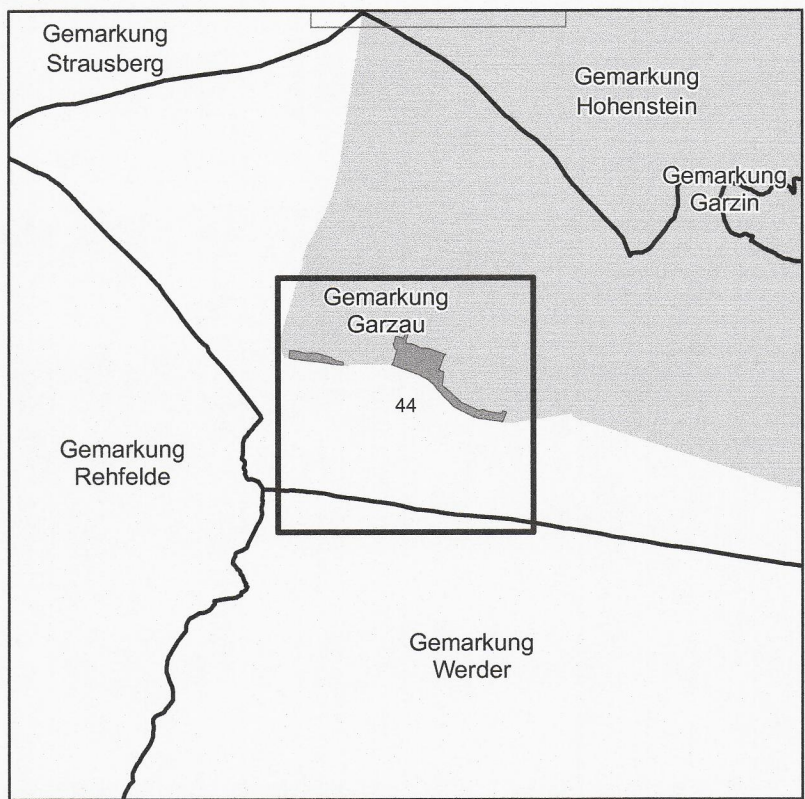 Gemarkung
Strausberg
Gemarkung
Hohenstein
Gemarkung
Garzin
Gemarkung
Garzau
44
Gemarkung
Rehfelde
Gemarkung
Werder